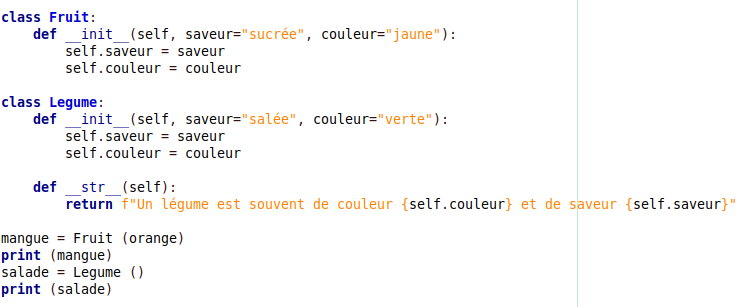 class Fruit:
    def __init__(self, saveur="sucrée", couleur="jaune"):
        self.saveur = saveur
        self.couleur = couleur

class Legume:
    def __init__(self, saveur="salée", couleur="verte"):
        self.saveur = saveur
        self.couleur = couleur

    def __str__(self):
        return f"Un légume est souvent de couleur {self.couleur} et de saveur {self.saveur}"

mangue = Fruit (orange)
print (mangue)
salade = Legume ()
print (salade)